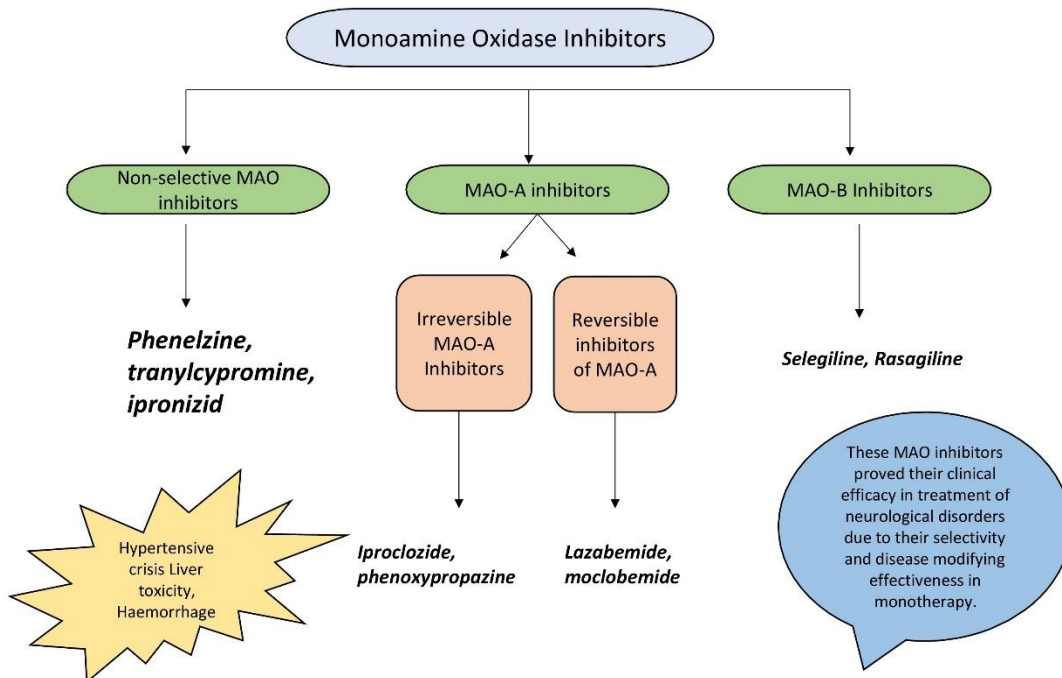 Monoamine Oxidase Inhibitors
Non-selective MAO
inhibitors
MAO-A inhibitors
MAO-B Inhibitors
Irreversible
MAO-A
Inhibitors
Reversible
inhibitors
of MAO-A
Phenelzine,
tranylcypromine,
ipronizid
Selegiline, Rasagiline
Hypertensive
crisis Liver
toxicity,
Haemorrhage
Iproclozide,
phenoxypropazine
Lazabemide,
moclobemide
These MAO inhibitors
proved their clinical
efficacy in treatment of
neurological disorders
due to their selectivity
and disease modifying
effectiveness in
monotherapy.